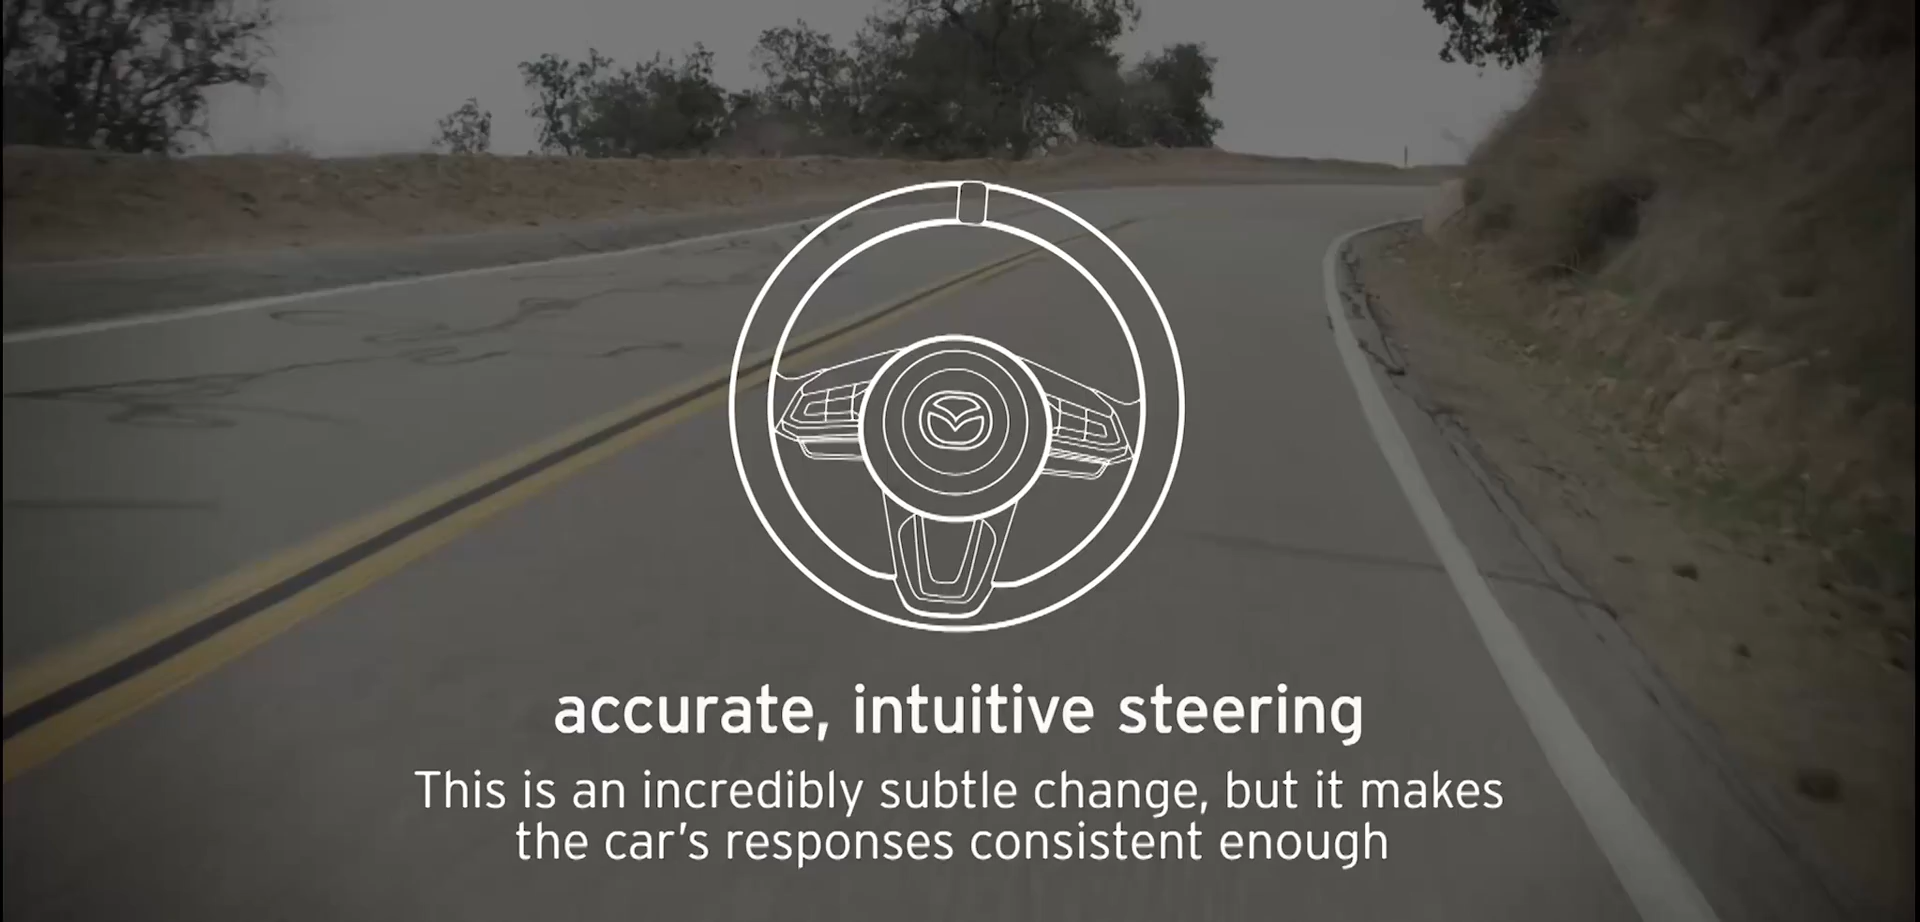 accurate, intuitive steering
This is an incredibly subtle change, but it makes
the car's responses consistent enough